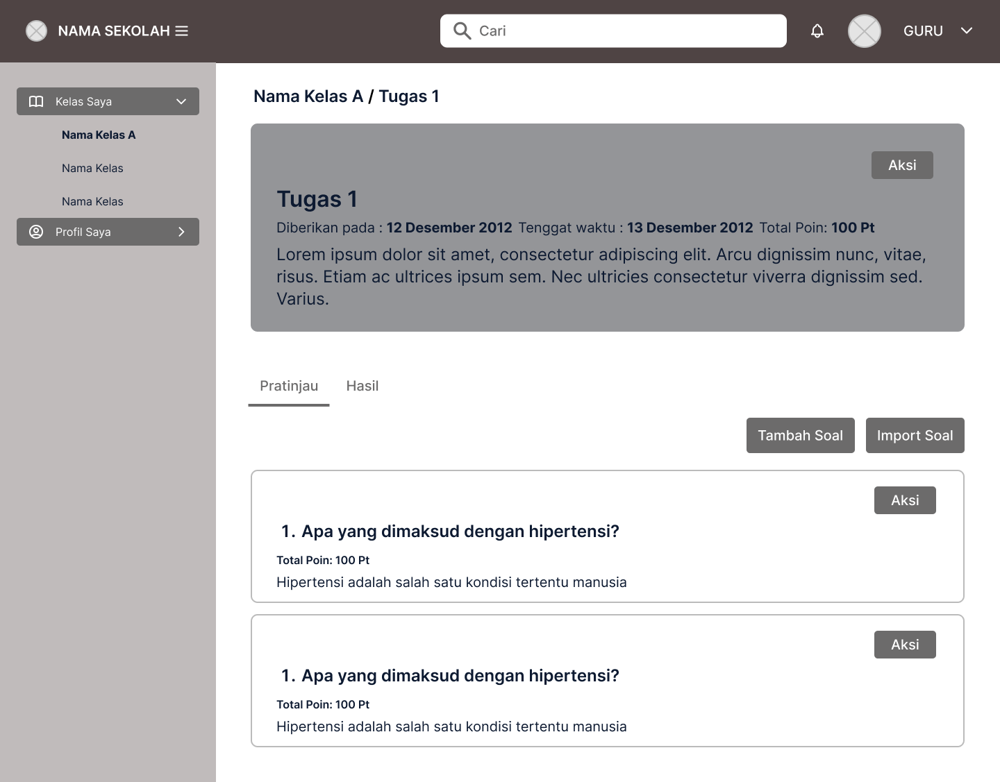 NAMA SEKOLAH
Cari
GURU
Kelas Saya
Nama Kelas A
Nama Kelas
Nama Kelas
Profil Saya
Nama Kelas A / Tugas 1
Aksi
Tugas 1
Diberikan pada : 12 Desember 2012 Tenggat waktu : 13 Desember 2012 Total Poin: 100 Pt
Lorem ipsum dolor sit amet, consectetur adipiscing elit. Arcu dignissim nunc, vitae,
risus. Etiam ac ultrices ipsum sem. Nec ultricies consectetur viverra dignissim sed.
Varius.
Pratinjau Hasil
Tambah Soal Import Soal
Aksi
1. Apa yang dimaksud dengan hipertensi?
Total Poin: 100 Pt
Hipertensi adalah salah satu kondisi tertentu manusia
Aksi
1. Apa yang dimaksud dengan hipertensi?
Total Poin: 100 Pt
Hipertensi adalah salah satu kondisi tertentu manusia